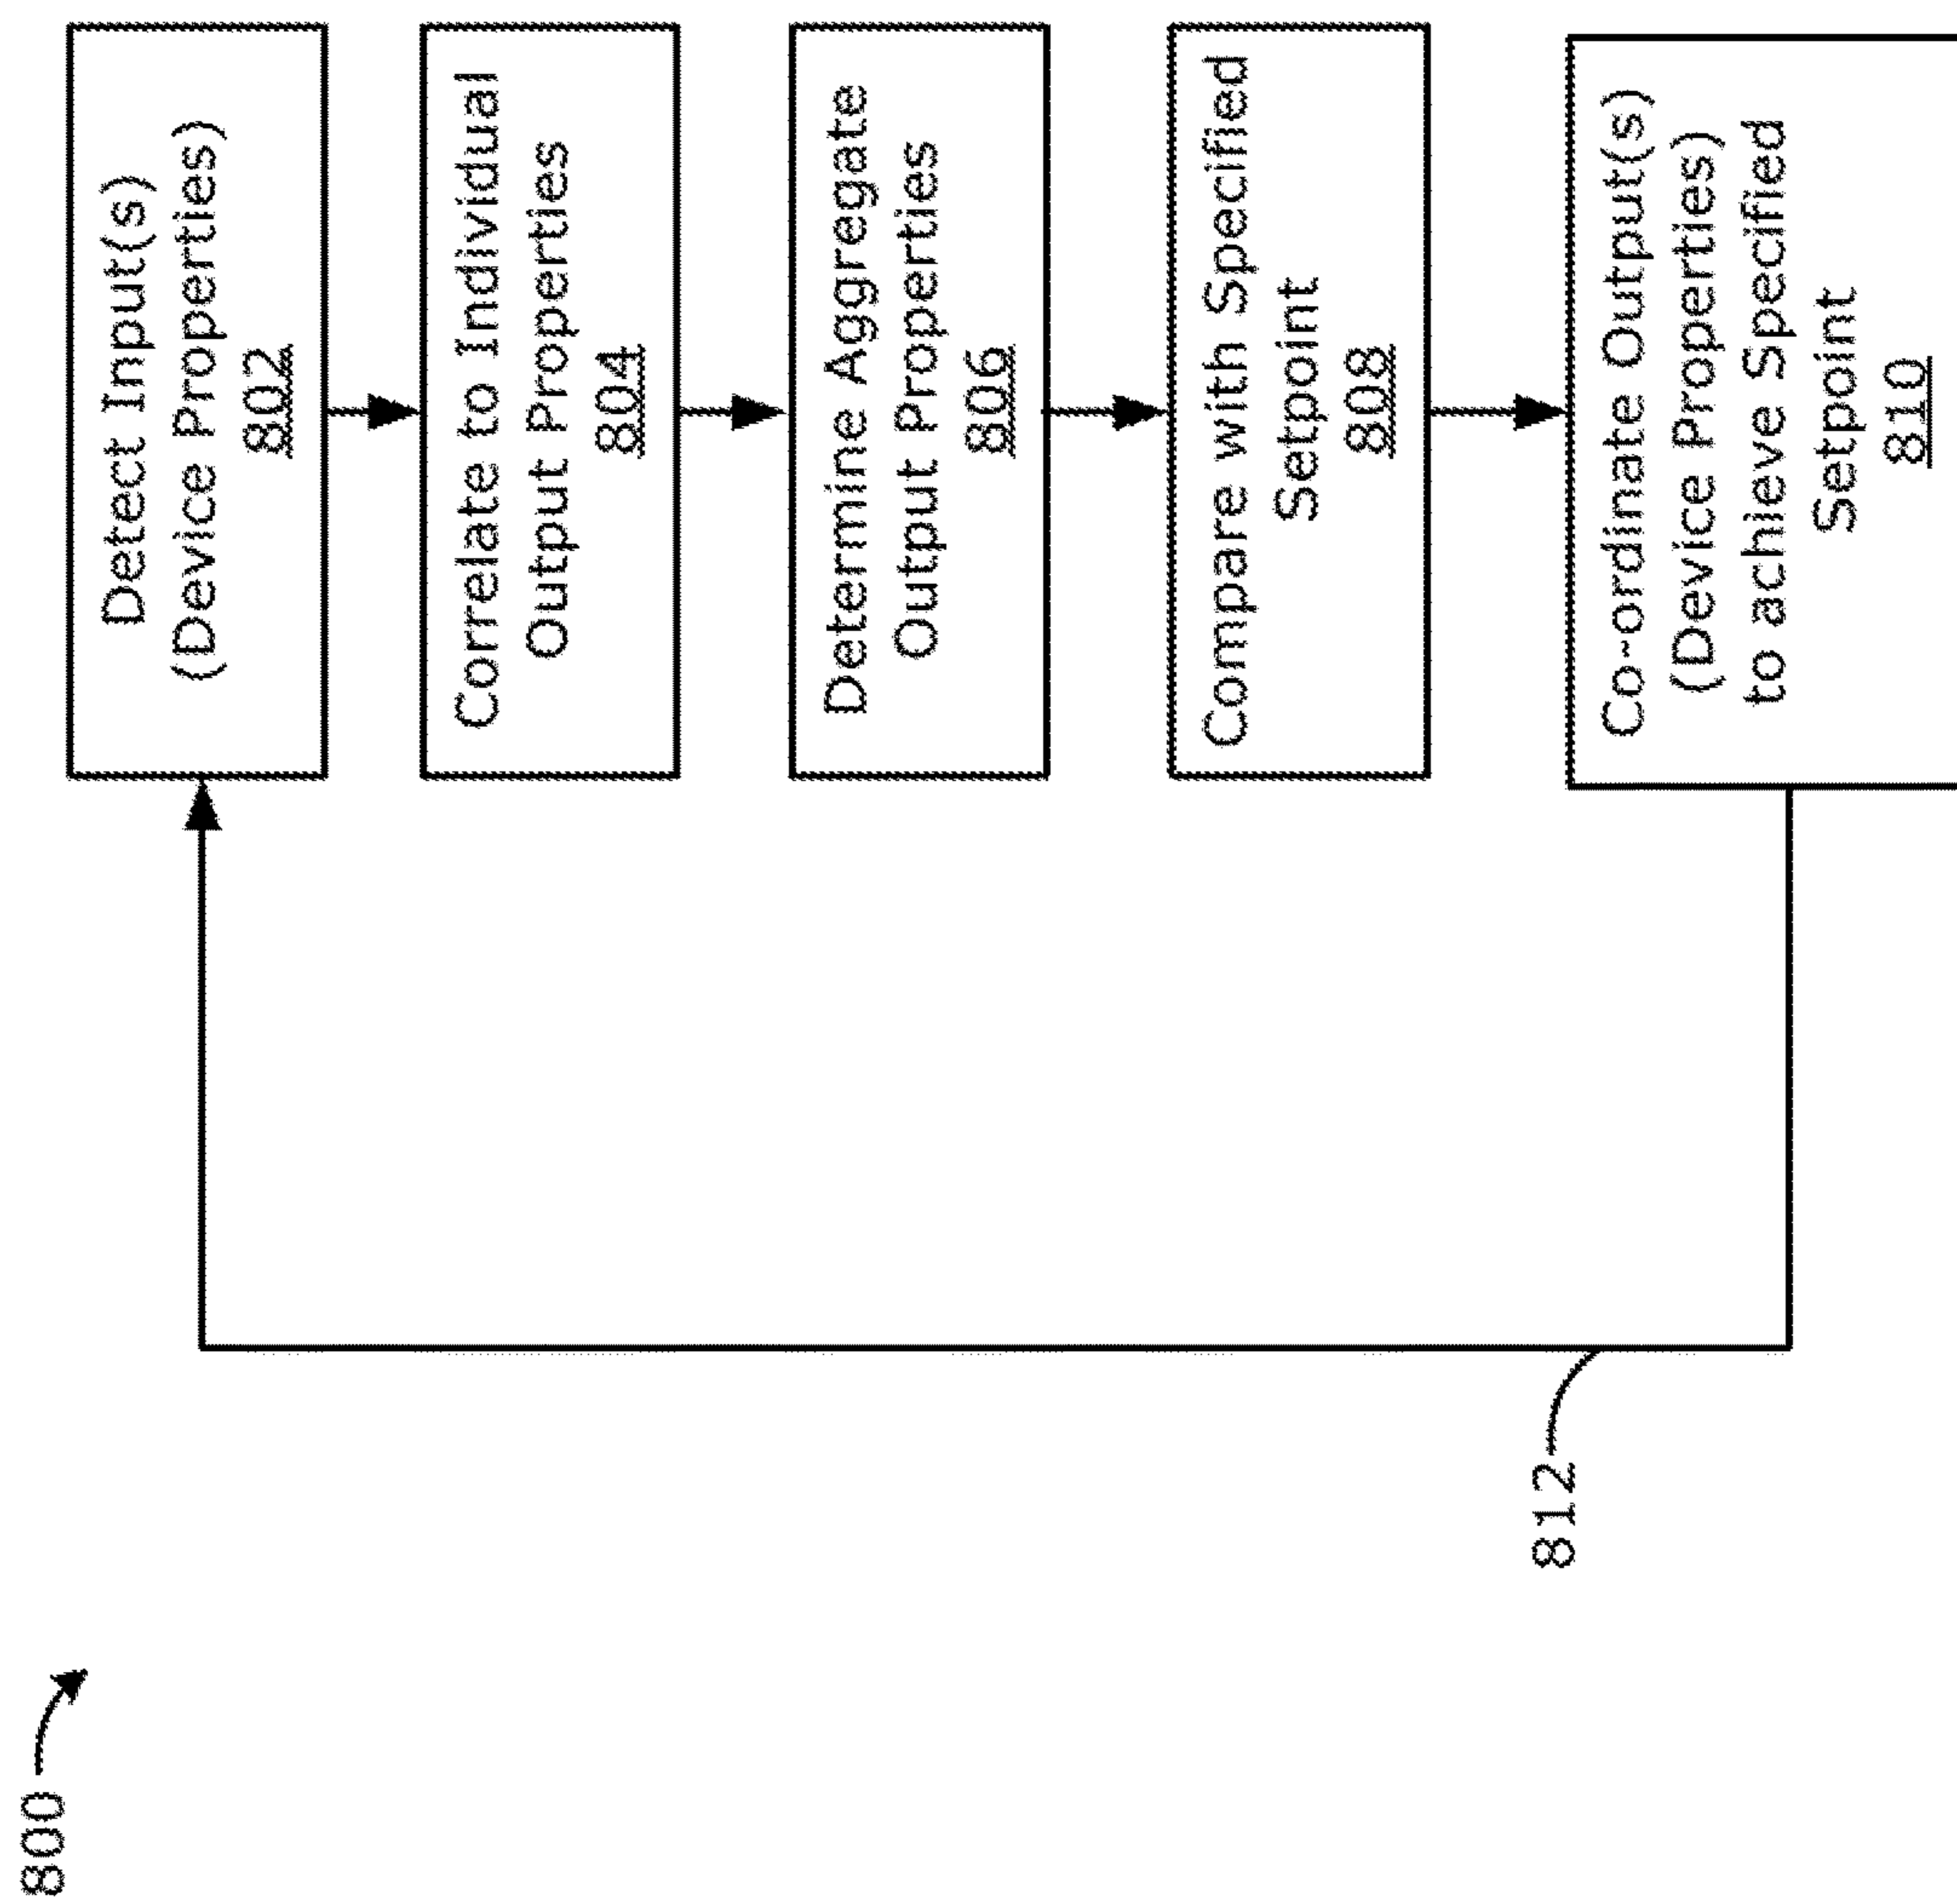 800
Detect Input(s)
(Device Properties)
802
Correlate to Individual
Output Properties
804
Determine Aggregate
Output Properties
806
Compare with Specified
Setpoint
808
Co-ordinate Output(s)
(Device Properties)
to achieve Specified
Setpoint
810
812